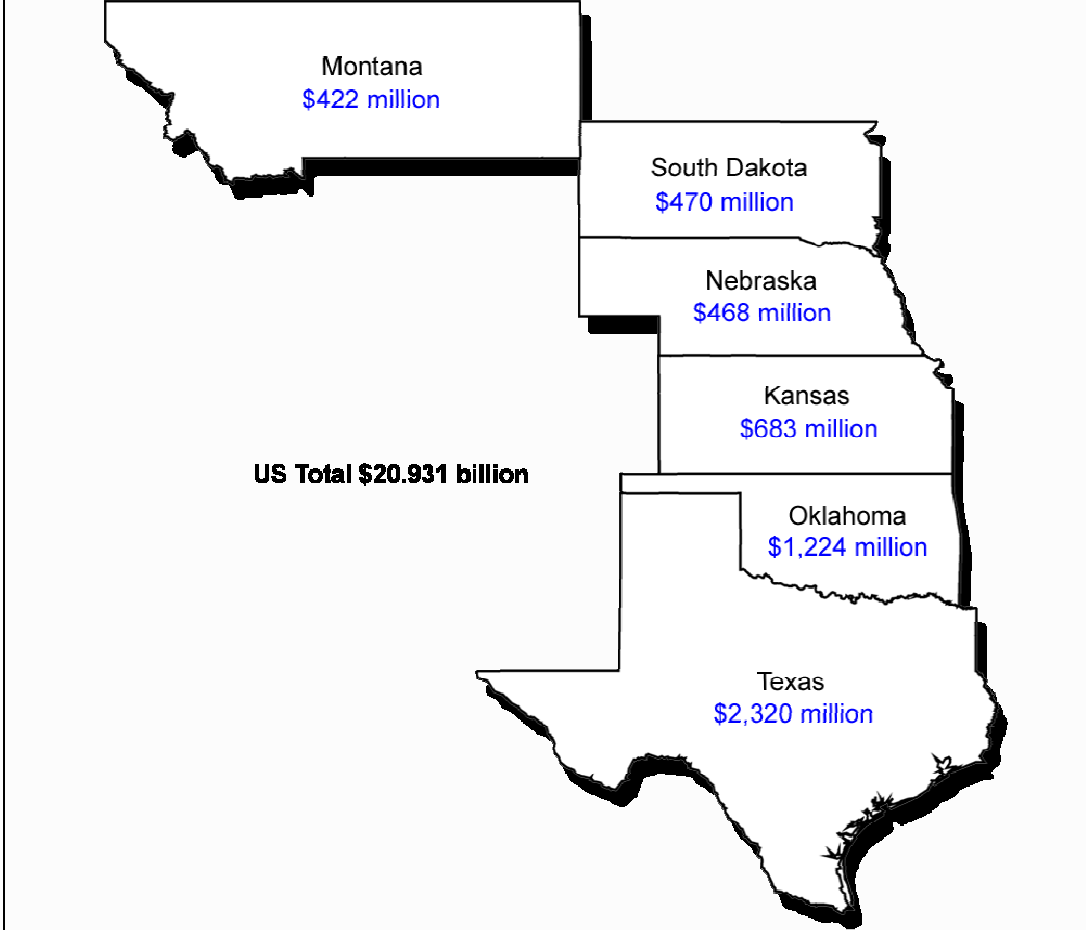 Montana
$422 million
South Dakota
$470 million
Nebraska
$468 million
Kansas
$683 million
US Total $20.931 billion
Oklahoma
$1,224 million
Texas
$2,320 million